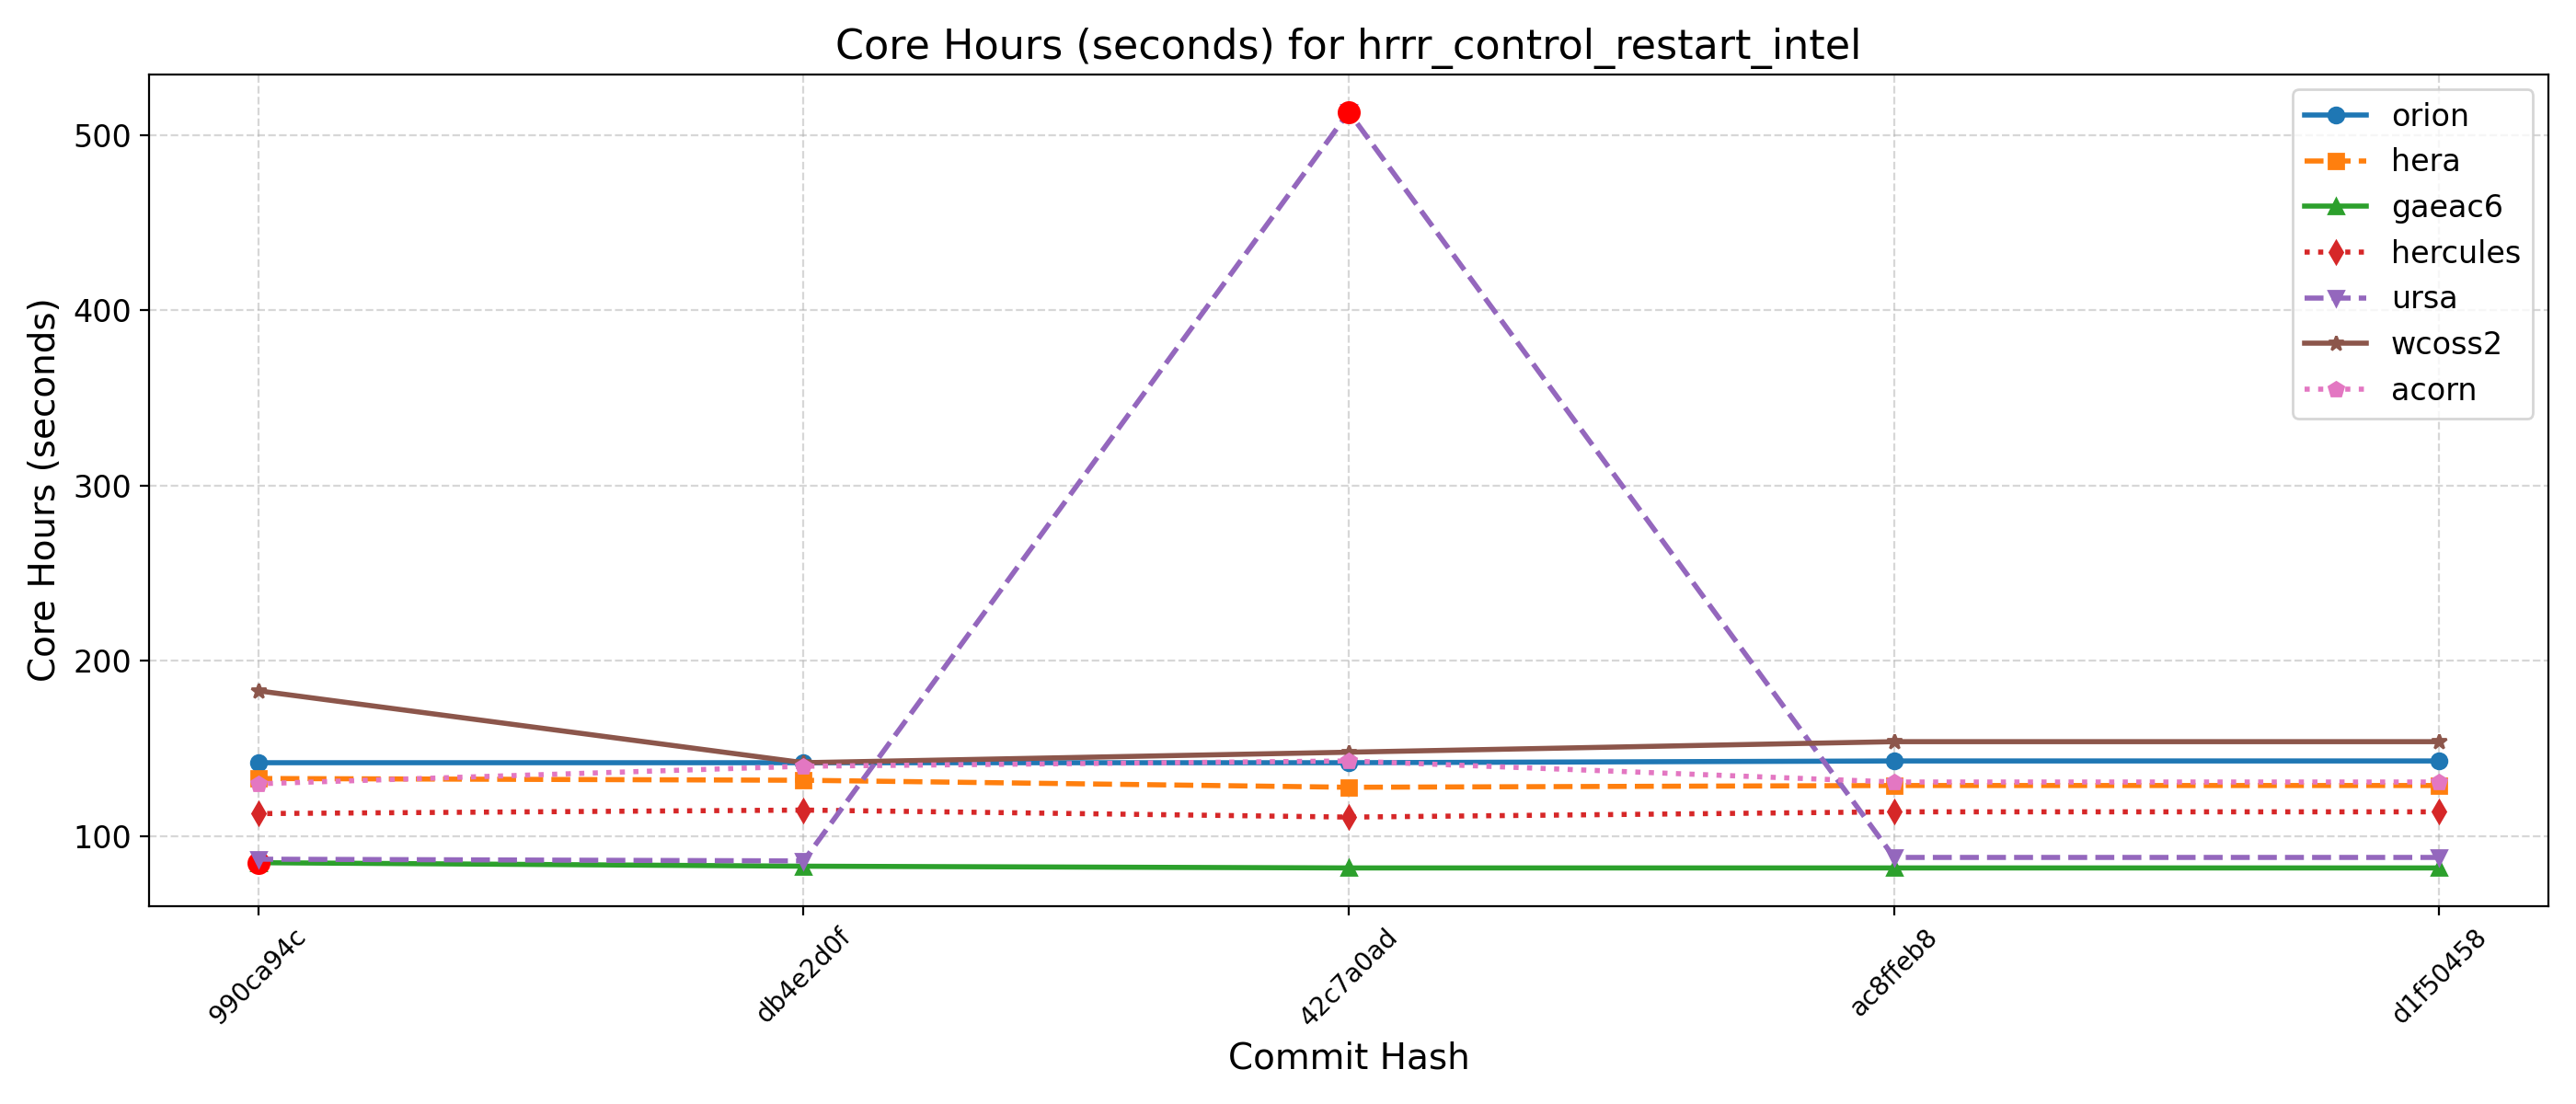 Core Hours (seconds) for hrrr_control_restart_intel
Core Hours (seconds)
500
400
300
200
100
orion
hera
gaeac6
hercules
ursa
wcoss2
acorn
990ca94c
db4e2d0f
42c7a0ad
ac8ffeb8
d1f50458
Commit Hash